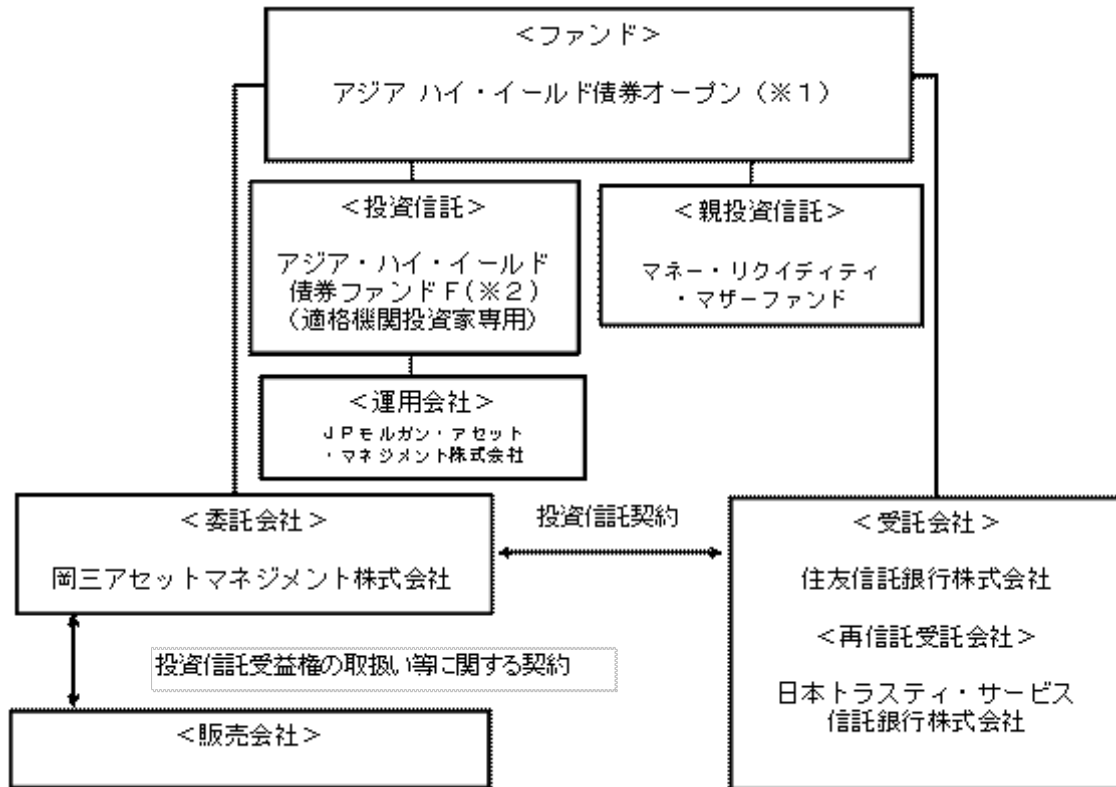 ＜ファンド＞
アジア ハイ・イールド債券オープン（※１）
＜投資信託＞
アジア・ハイ・イールド
債券ファンドＦ(※２)
（適格機関投資家専用）
＜親投資信託＞
マネー・リクイディティ
・マザーファンド
＜運用会社＞
ＪＰモルガン・アセット
・マネジメント株式会社
＜委託会社＞
岡三アセットマネジメント株式会社
投資信託契約
＜受託会社＞
住友信託銀行株式会社
＜再信託受託会社＞
日本トラスティ・サービス
信託銀行株式会社
投資信託受益権の取扱い等に関する契約
＜販売会社＞